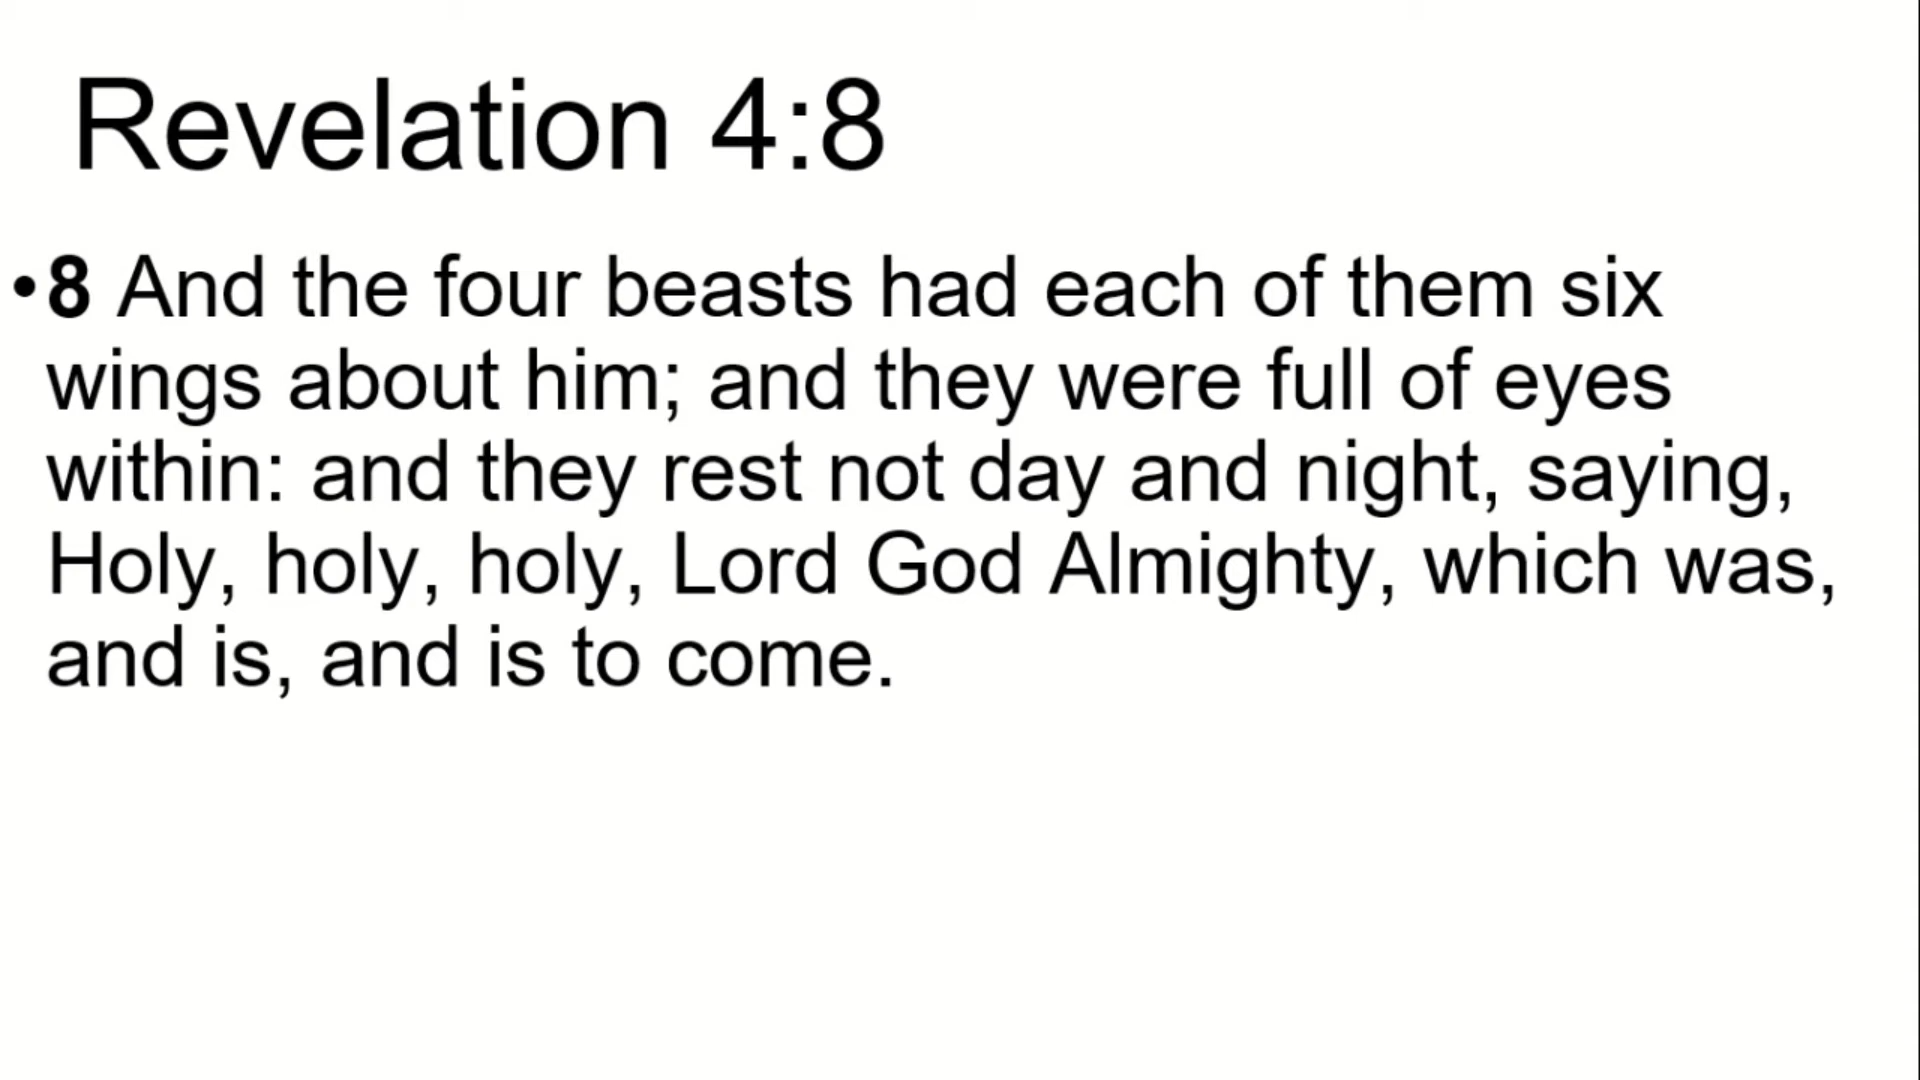 Revelation 4:8
•8 And the four beasts had each of them six
wings about him; and they were full of eyes
within: and they rest not day and night, saying,
Holy, holy, holy, Lord God Almighty, which was,
and is, and is to come.